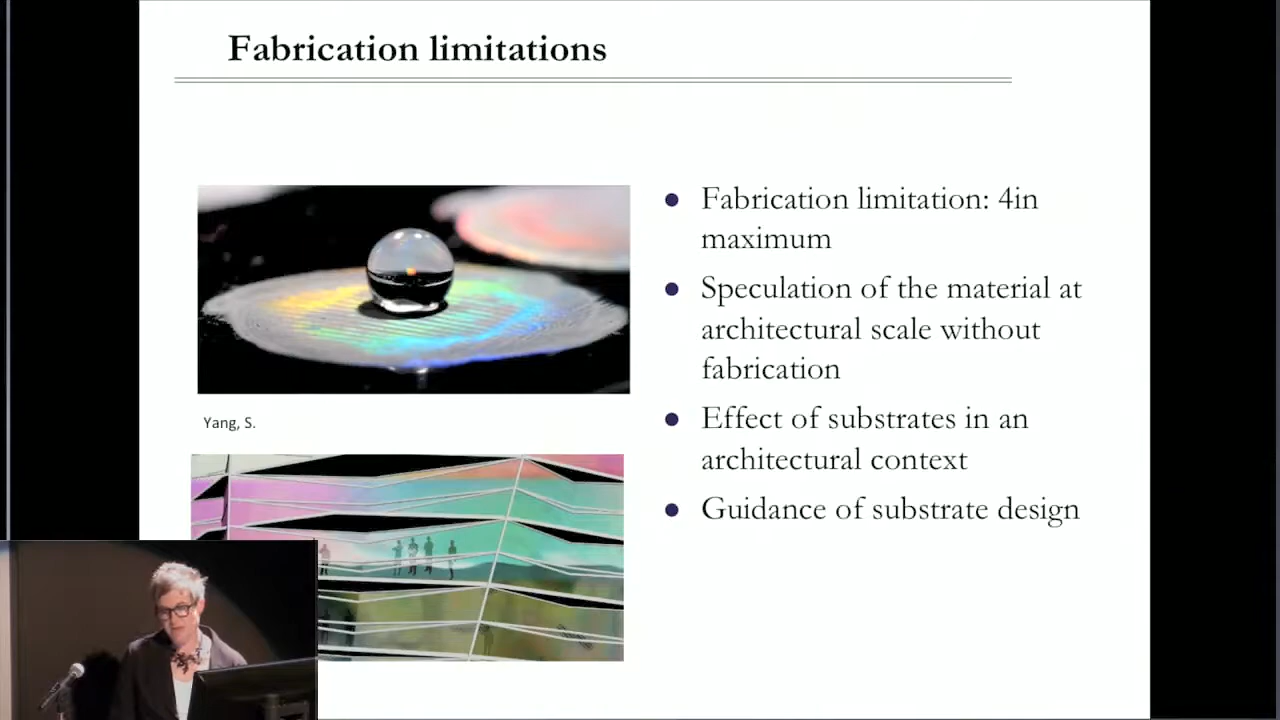 Fabrication limitations
Yang, S.
● Fabrication limitation: 4in
maximum
● Speculation of the material at
architectural scale without
fabrication
● Effect of substrates in an
architectural context
● Guidance of substrate design